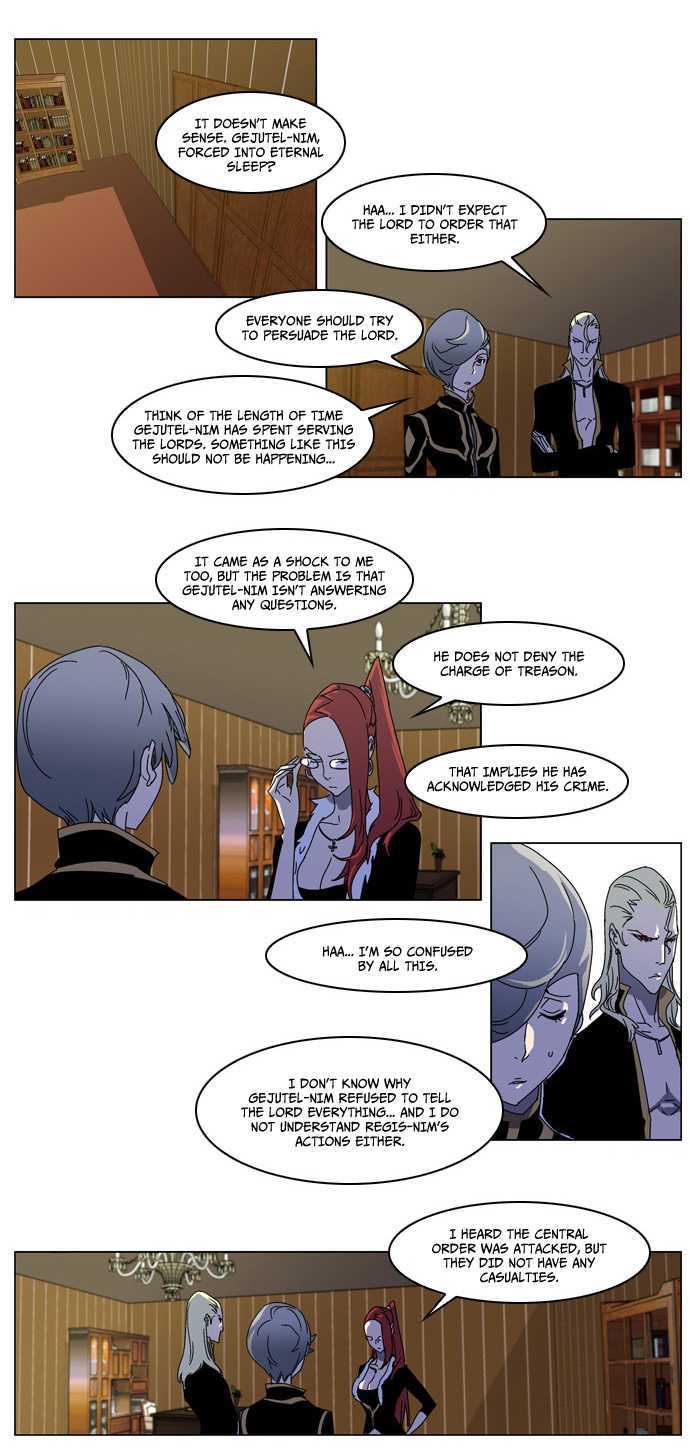 IT DOESN'T MAKE
SENSE. GEJUTEL-NIM,
FORCED INTO ETERNAL
SLEEP?
HAA... I DIDN'T EXPECT
THE LORD TO ORDER THAT
EITHER.
EVERYONE SHOULD TRY
TO PERSUADE THE LORD.
THINK OF THE LENGTH OF TIME
GEJUTEL-NIM HAS SPENT SERVING
THE LORDS. SOMETHING LIKE THIS
SHOULD NOT BE HAPPENING...
IT CAME AS A SHOCK TO ME
TOO, BUT THE PROBLEM IS THAT
GEJUTEL-NIM ISN'T ANSWERING
ANY QUESTIONS.
HE DOES NOT DENY THE
CHARGE OF TREASON.
THAT IMPLIES HE HAS
ACKNOWLEDGED HIS CRIME.
HAA... I'M SO CONFUSED
BY ALL THIS.
I DON'T KNOW WHY
GEJUTEL-NIM REFUSED TO TELL
THE LORD EVERYTHING... AND I DO
NOT UNDERSTAND REGIS-NIM'S
ACTIONS EITHER.
I HEARD THE CENTRAL
ORDER WAS ATTACKED, BUT
THEY DID NOT HAVE ANY
CASUALTIES.